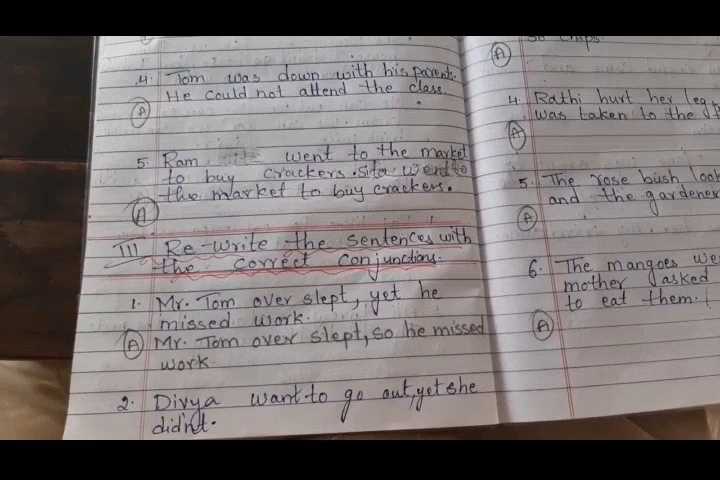 4. Tom was down with his parents.
He could not attend the class.
A
5. Ram went to the market
to buy crackers. sita went to
the market to buy crackers.
A
III Re-write the sentences with
the correct conjunctions.
1. Mr. Tom over slept, yet he
missed work.
A Mr. Tom over slept, so he missed
work.
2. Divya want to go out, yet she
didn't.
so chips
A
4. Rathi hurt her leg,
was taken to the
A
5. The rose bush
and the gardener
A
6. The mangoes
mother asked
to eat them.
A